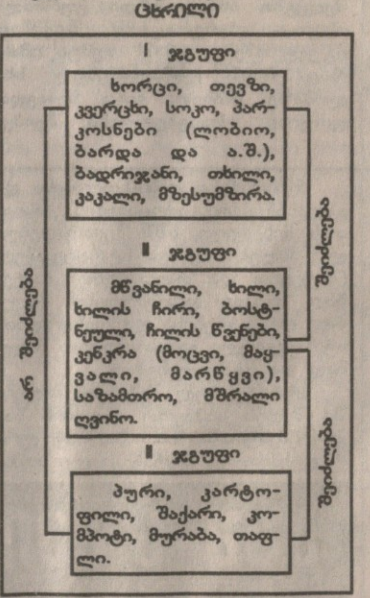 ცხრილი
I ჯგუფი
ხორცი, თევზი,
კვერცხი, სოკო, პარ-
კოსნები (ლობიო,
ბარდა და ა.შ.),
ბადრიჯანი, თხილი,
კაკალი, მზესუმზირა.
II ჯგუფი
მწვანილი, ხილი,
ხილის ჩირი, ბოსტ-
ნეული, ჩილის წვენები,
კენკრა (მოცვი, მაყ-
ვალი, მარწყვი),
საზამთრო, მშრალი
ღვინო.
II ჯგუფი
პური, კარტო-
ფილი, შაქარი, კო-
მპოტი, მურაბა, თაფ-
ლი.
არ შეიძლება
შეიძლება
შეიძლება